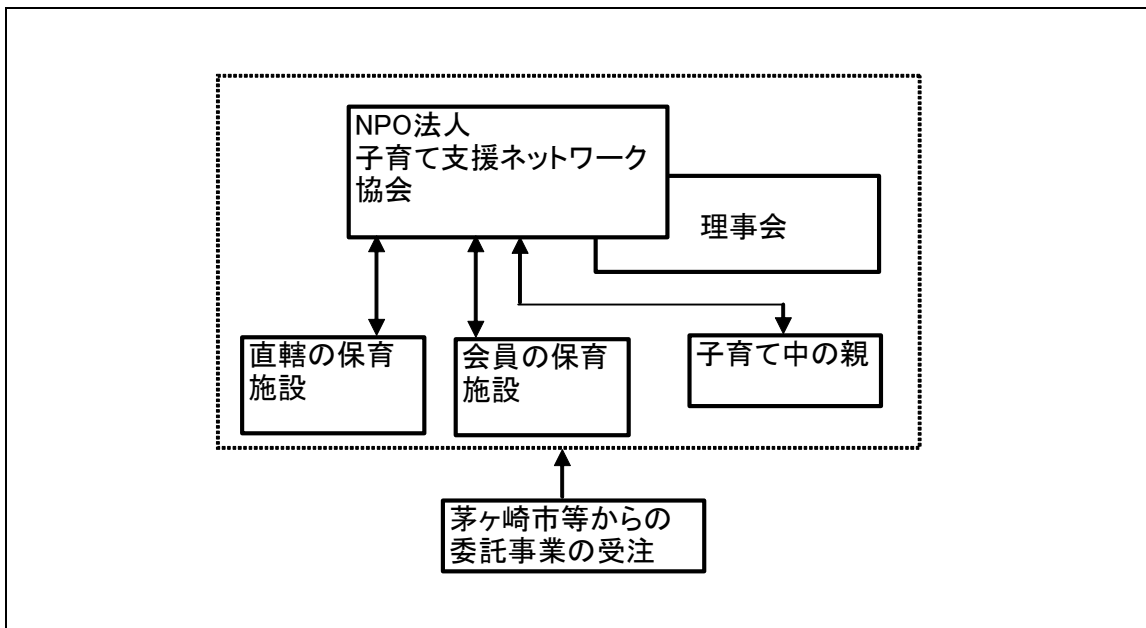 NPO法人
子育て支援ネットワーク
協会
理事会
直轄の保育
施設
会員の保育
施設
子育て中の親
茅ヶ崎市等からの
委託事業の受注